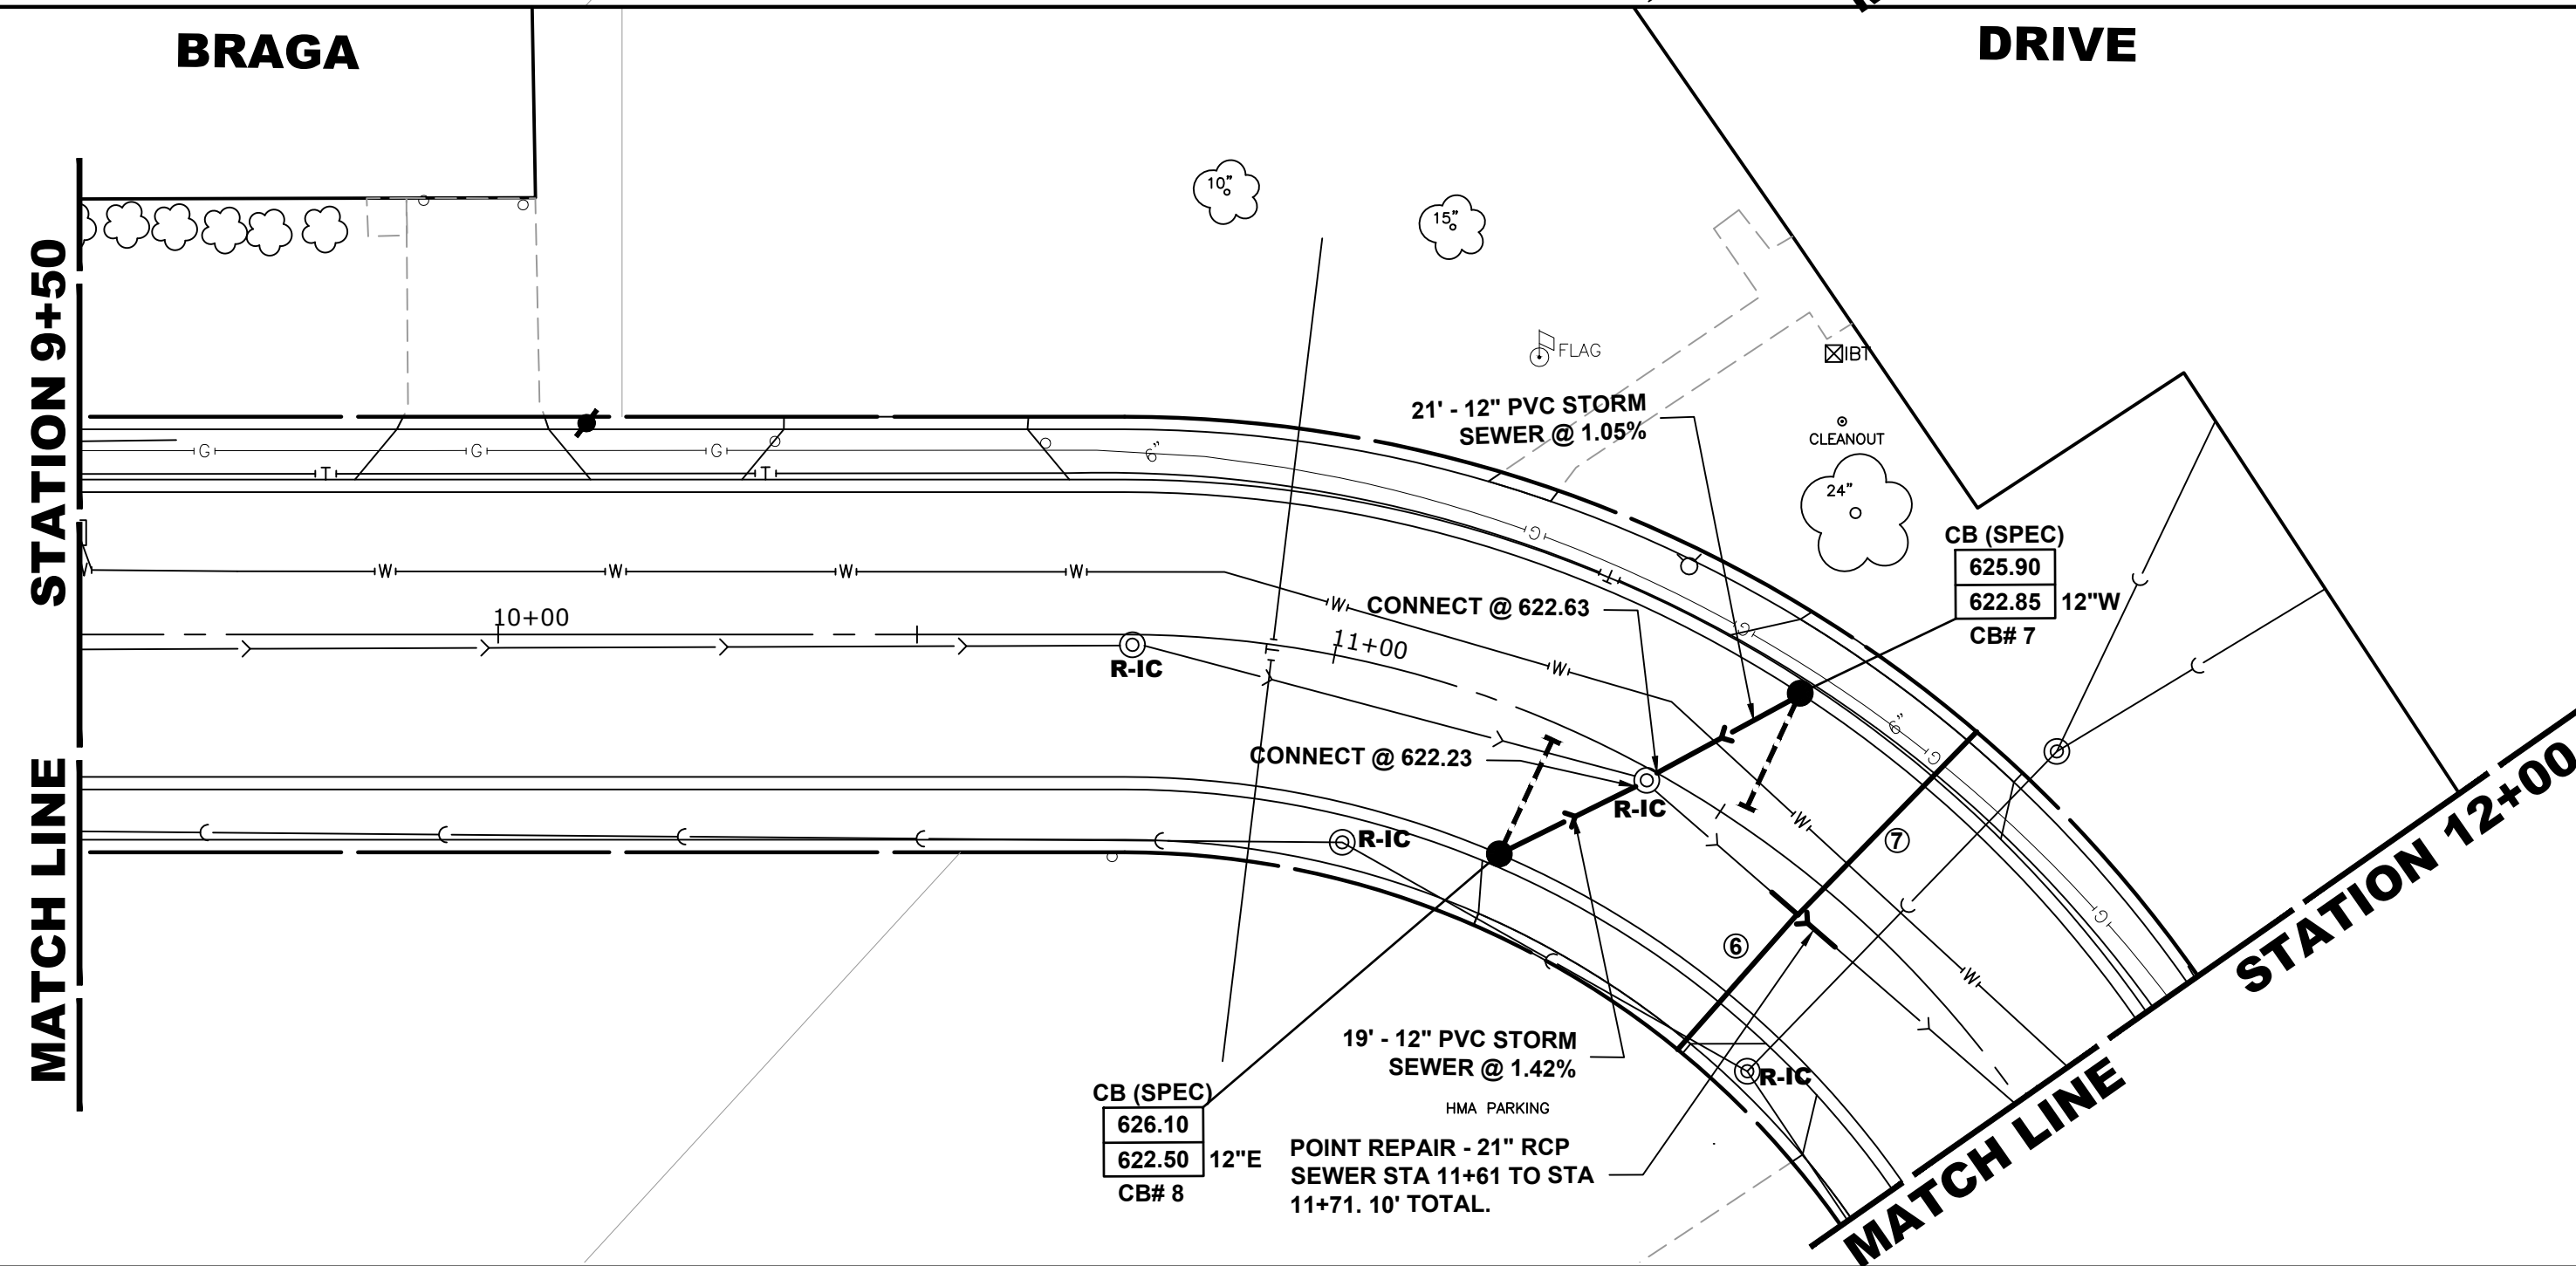 BRAGA
DRIVE
10"
15"
STATION 9+50
FLAG
IBT
21' - 12" PVC STORM
SEWER @ 1.05%
CLEANOUT
G
G
G
6"
T
T
24"
G
CB (SPEC)
625.90
622.85 12"W
CB# 7
W
W
W
W
T
W
CONNECT @ 622.63
10+00
11+00
G
R-IC
T
T
W
6"
G
CONNECT @ 622.23
R-IC
W
R-IC
7
STATION 12+00
MATCH LINE
G
6
W
19' - 12" PVC STORM
SEWER @ 1.42%
R-IC
CB (SPEC)
626.10
622.50 12"E
CB# 8
HMA PARKING
POINT REPAIR - 21" RCP
SEWER STA 11+61 TO STA
11+71. 10' TOTAL.
MATCH LINE